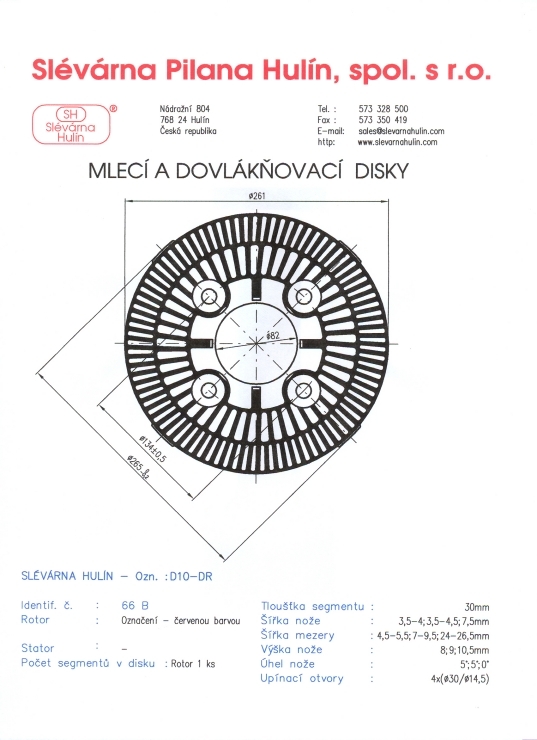 Slévárna Pilana Hulín, spol. s r.o.
SH
Slévárna
Hulín
®
Nádražní 804
768 24 Hulín
Česká republika
Tel. : 573 328 500
Fax : 573 350 419
E-mail: sales@slevarnahulin.com
http: www.slevarnahulin.com
MLECÍ A DOVLÁKŇOVACÍ DISKY
ø261
ø82
ø134±0,5
ø265
SLÉVÁRNA HULÍN – Ozn. :D10-DR
Identif. č. : 66 B
Rotor : Označení – červenou barvou
Stator : –
Počet segmentů v disku : Rotor 1 ks
Tloušťka segmentu : 30mm
Šířka nože : 3,5-4;3,5-4,5;7,5mm
Šířka mezery : 4,5-5,5;7-9,5;24-26,5mm
Výška nože : 8;9;10,5mm
Úhel nože : 5°;5°;0°
Upínací otvory : 4x(ø30/ø14,5)